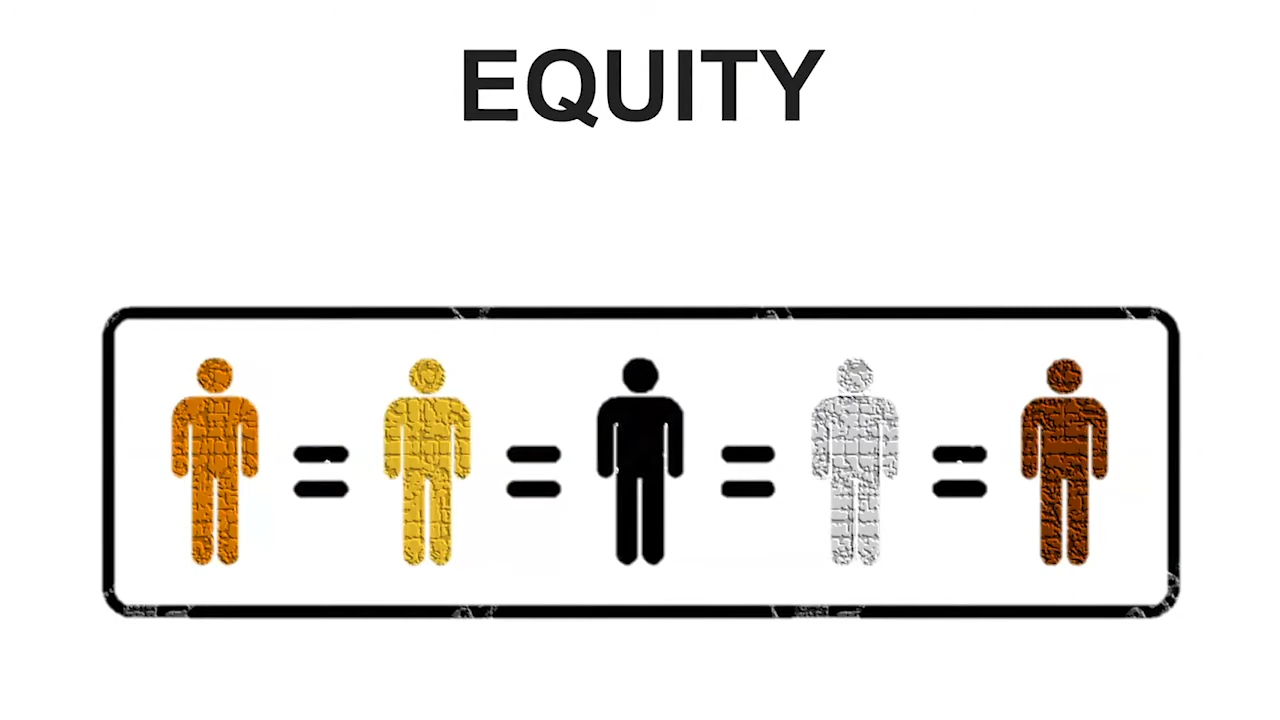 EQUITY
= = = =